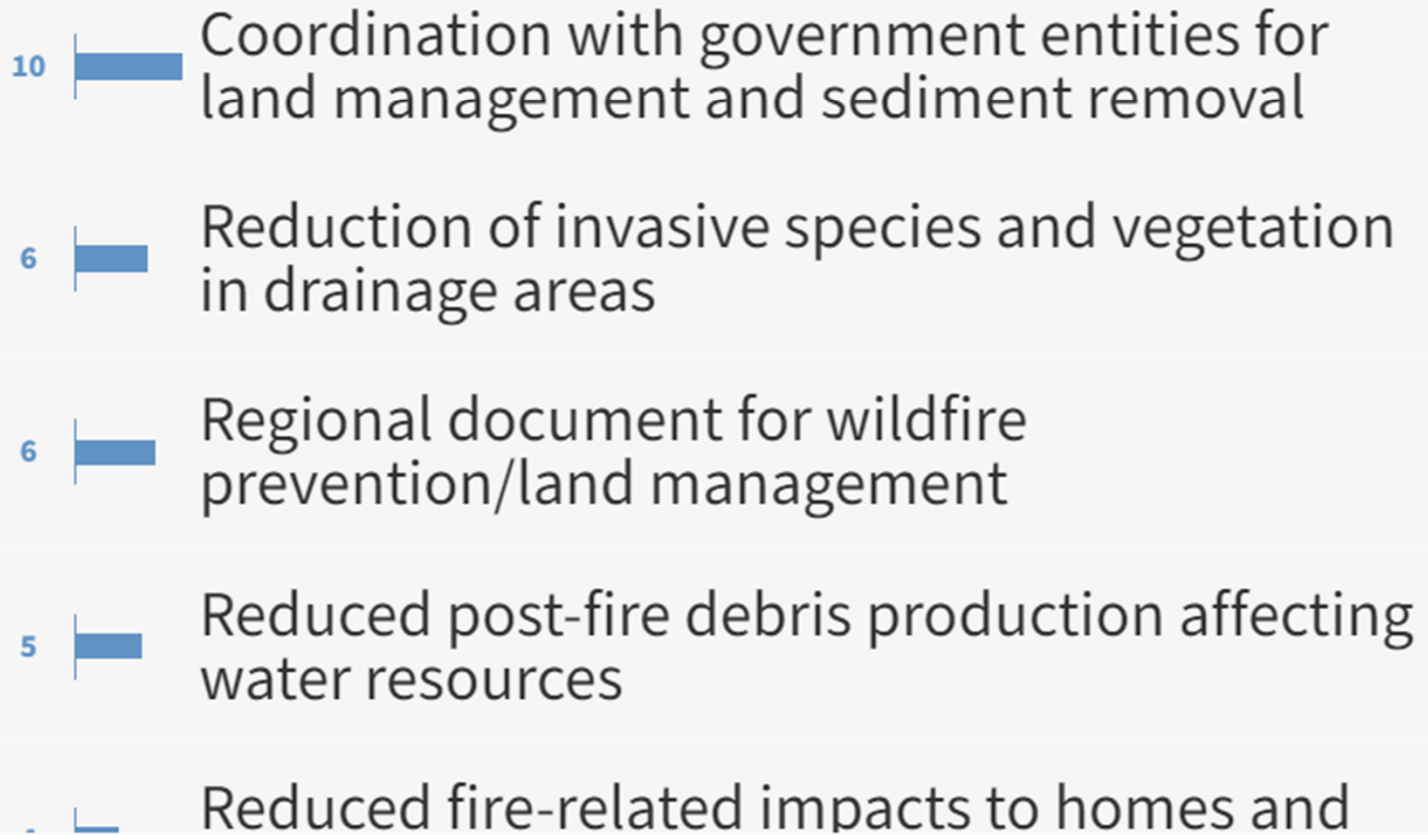 10
Coordination with government entities for
land management and sediment removal
6
Reduction of invasive species and vegetation
in drainage areas
6
Regional document for wildfire
prevention/land management
5
Reduced post-fire debris production affecting
water resources
Reduced fire-related impacts to homes and